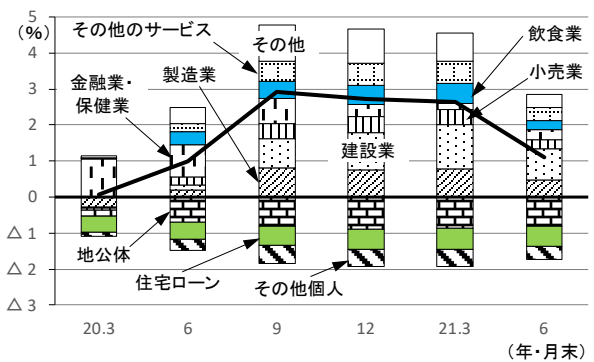 (%)
5
4
3
2
1
0
△ 1
△ 2
△ 3
その他のサービス
その他
飲食業
製造業
小売業
金融業・
保健業
建設業
地公体
住宅ローン
その他個人
20.3 6 9 12 21.3 6
(年・月末)